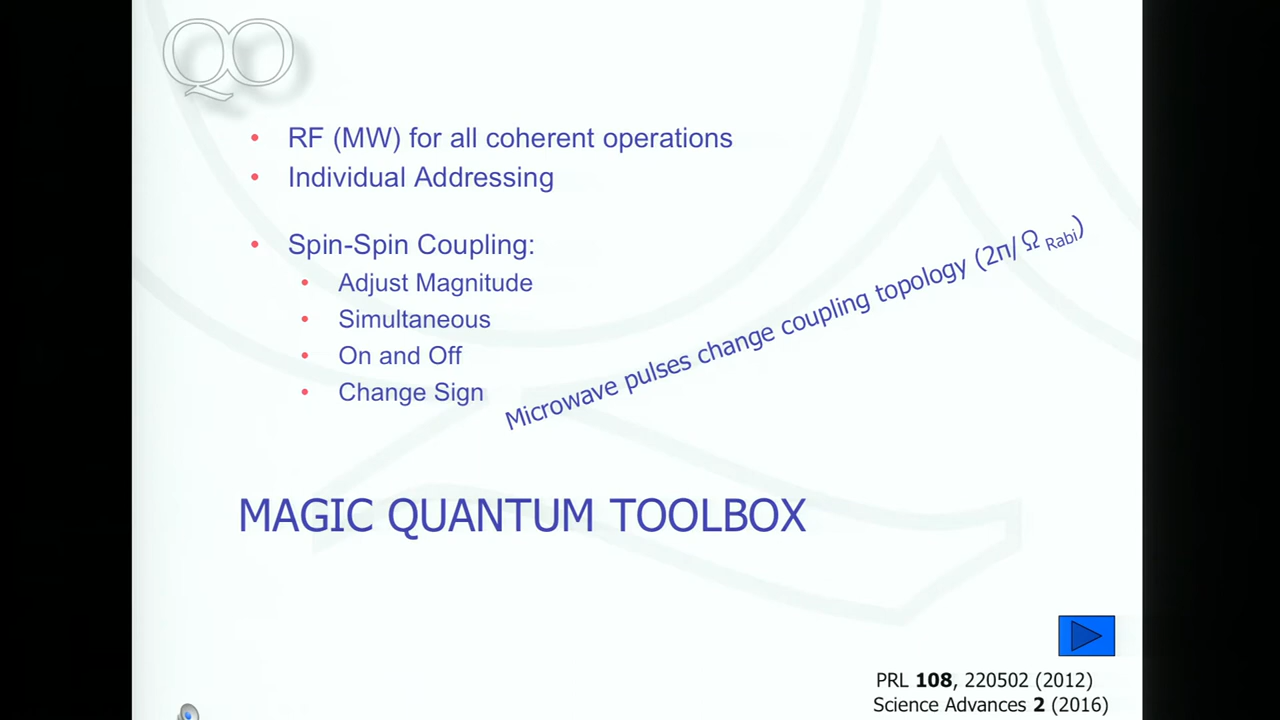 QO
RF (MW) for all coherent operations
Individual Addressing
Spin-Spin Coupling:
Adjust Magnitude
Simultaneous
On and Off
Change Sign
Microwave pulses change coupling topology (2π/Ω Rabi)
MAGIC QUANTUM TOOLBOX
PRL 108, 220502 (2012)
Science Advances 2 (2016)